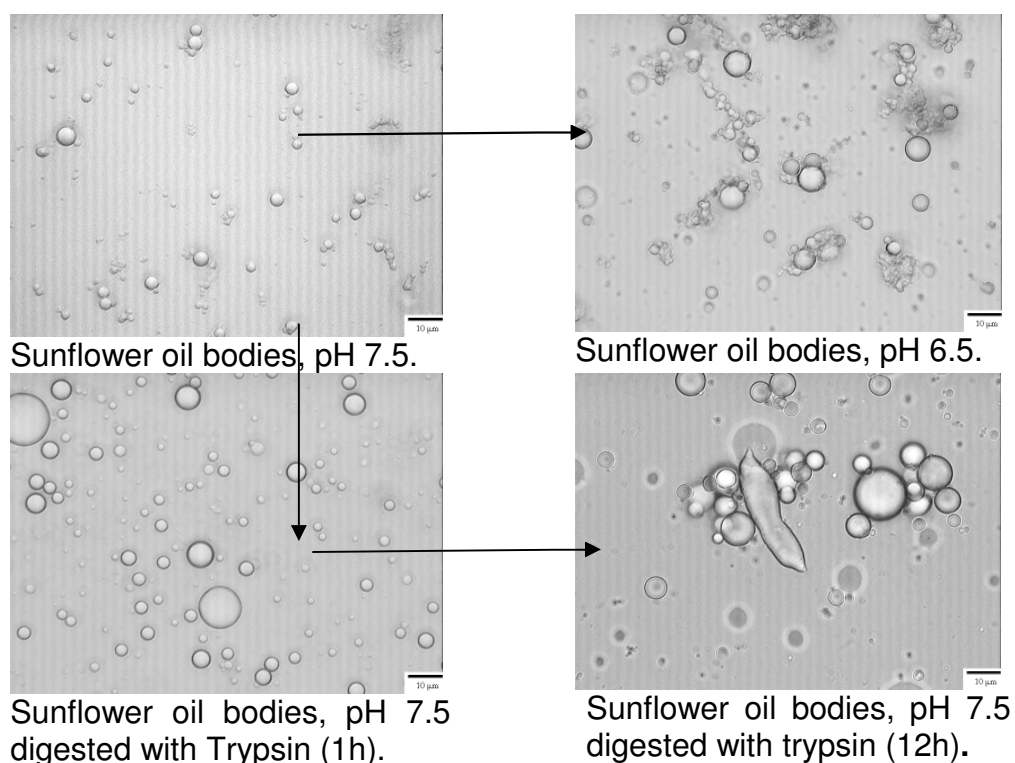 10 µm
10 µm
Sunflower oil bodies, pH 7.5.
Sunflower oil bodies, pH 6.5.
10 µm
10 µm
Sunflower oil bodies, pH 7.5
digested with Trypsin (1h).
Sunflower oil bodies, pH 7.5
digested with trypsin (12h).